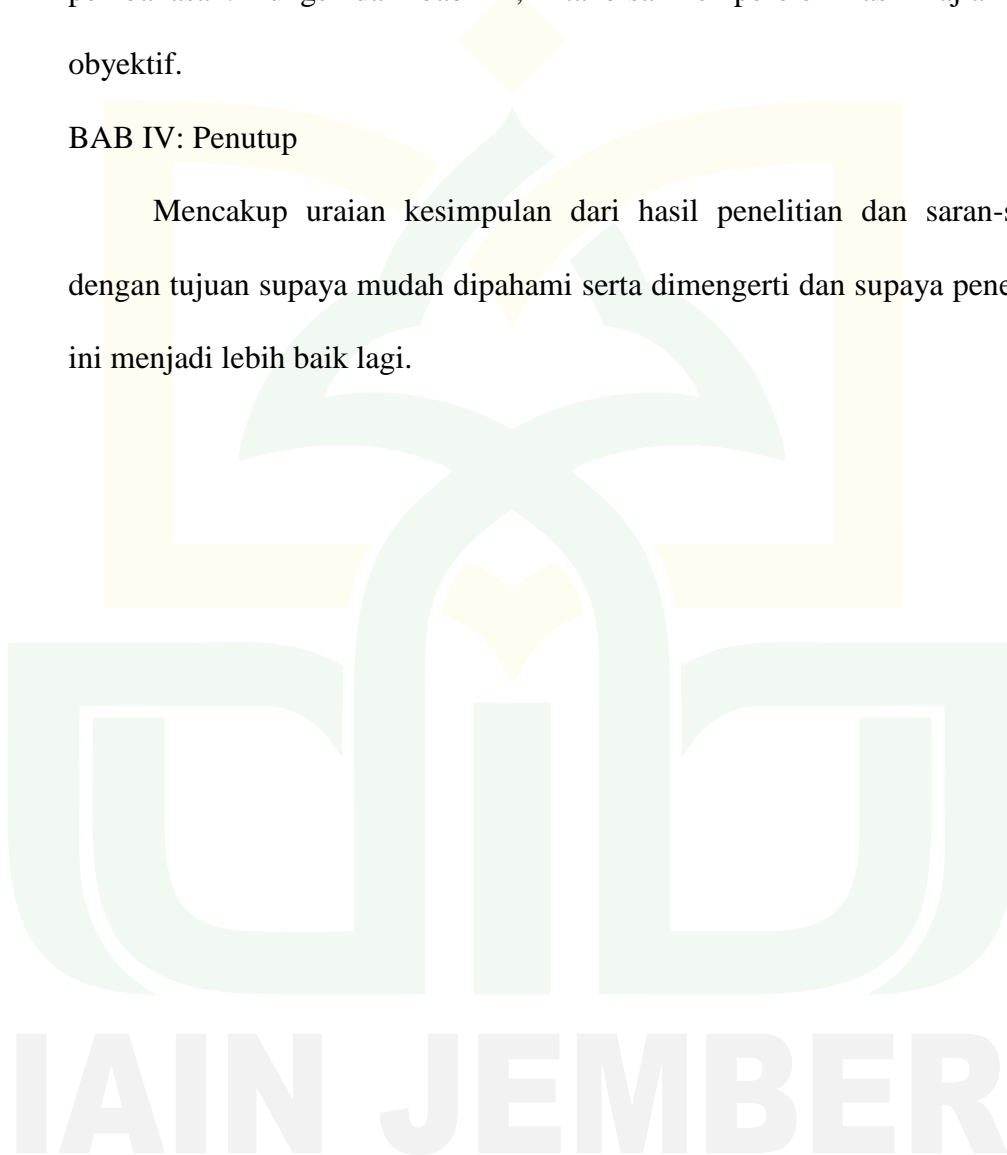 obyektif.
BAB IV: Penutup
Mencakup uraian kesimpulan dari hasil penelitian dan
dengan tujuan supaya mudah dipahami serta dimengerti dan supaya
ini menjadi lebih baik lagi.
IAIN JEMBER